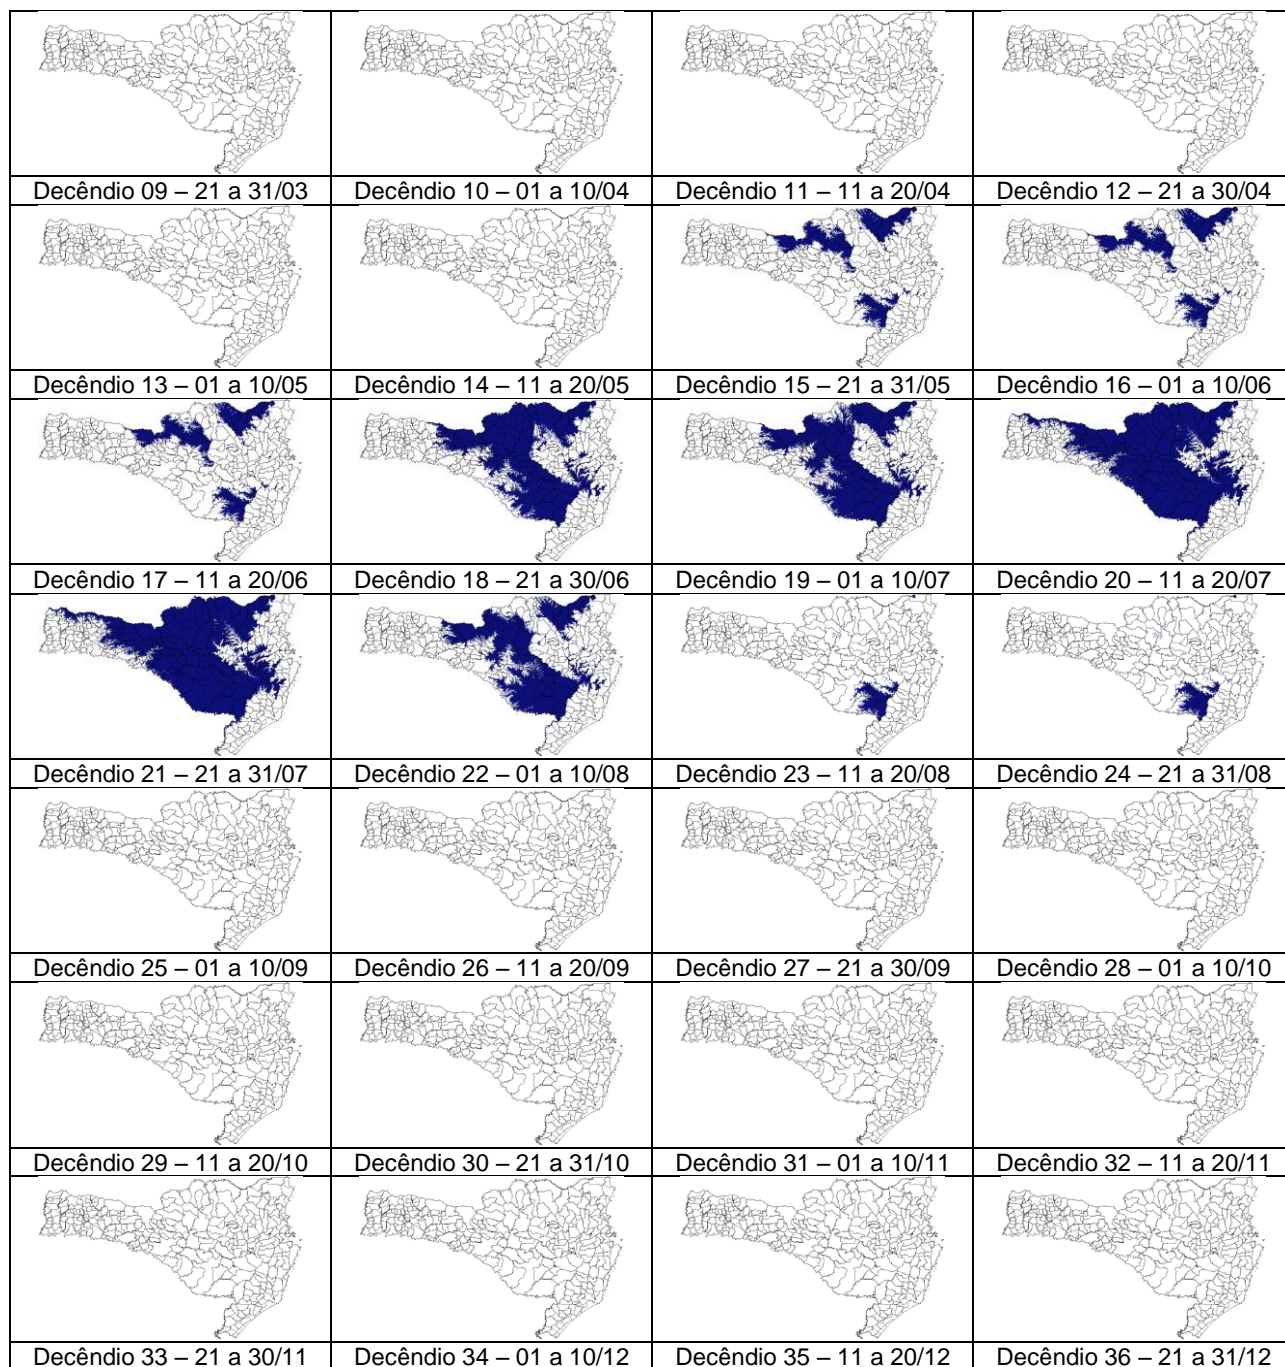 Decêndio 09 – 21 a 31/03
Decêndio 10 – 01 a 10/04
Decêndio 11 – 11 a 20/04
Decêndio 12 – 21 a 30/04
Decêndio 13 – 01 a 10/05
Decêndio 14 – 11 a 20/05
Decêndio 15 – 21 a 31/05
Decêndio 16 – 01 a 10/06
Decêndio 17 – 11 a 20/06
Decêndio 18 – 21 a 30/06
Decêndio 19 – 01 a 10/07
Decêndio 20 – 11 a 20/07
Decêndio 21 – 21 a 31/07
Decêndio 22 – 01 a 10/08
Decêndio 23 – 11 a 20/08
Decêndio 24 – 21 a 31/08
Decêndio 25 – 01 a 10/09
Decêndio 26 – 11 a 20/09
Decêndio 27 – 21 a 30/09
Decêndio 28 – 01 a 10/10
Decêndio 29 – 11 a 20/10
Decêndio 30 – 21 a 31/10
Decêndio 31 – 01 a 10/11
Decêndio 32 – 11 a 20/11
Decêndio 33 – 21 a 30/11
Decêndio 34 – 01 a 10/12
Decêndio 35 – 11 a 20/12
Decêndio 36 – 21 a 31/12